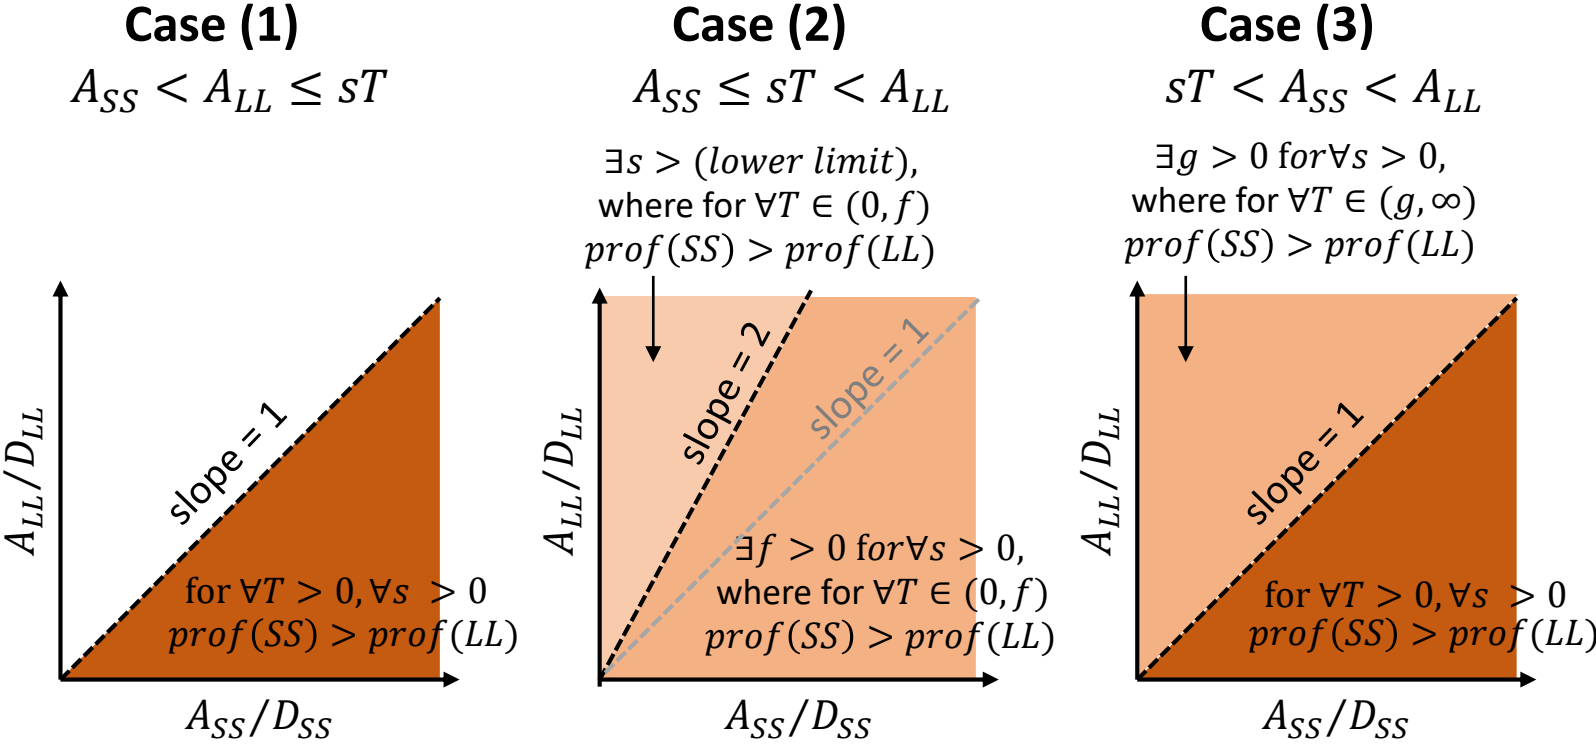 Case (1)
A_SS < A_LL ≤ sT
slope = 1
for ∀T > 0, ∀s > 0
prof(SS) > prof(LL)
A_LL/D_LL
A_SS/D_SS
Case (2)
A_SS ≤ sT < A_LL
∃s > (lower limit),
where for ∀T ∈ (0, f)
prof(SS) > prof(LL)
slope = 2
slope = 1
∃f > 0 for∀s > 0,
where for ∀T ∈ (0, f)
prof(SS) > prof(LL)
A_LL/D_LL
A_SS/D_SS
Case (3)
sT < A_SS < A_LL
∃g > 0 for∀s > 0,
where for ∀T ∈ (g, ∞)
prof(SS) > prof(LL)
slope = 1
for ∀T > 0, ∀s > 0
prof(SS) > prof(LL)
A_LL/D_LL
A_SS/D_SS